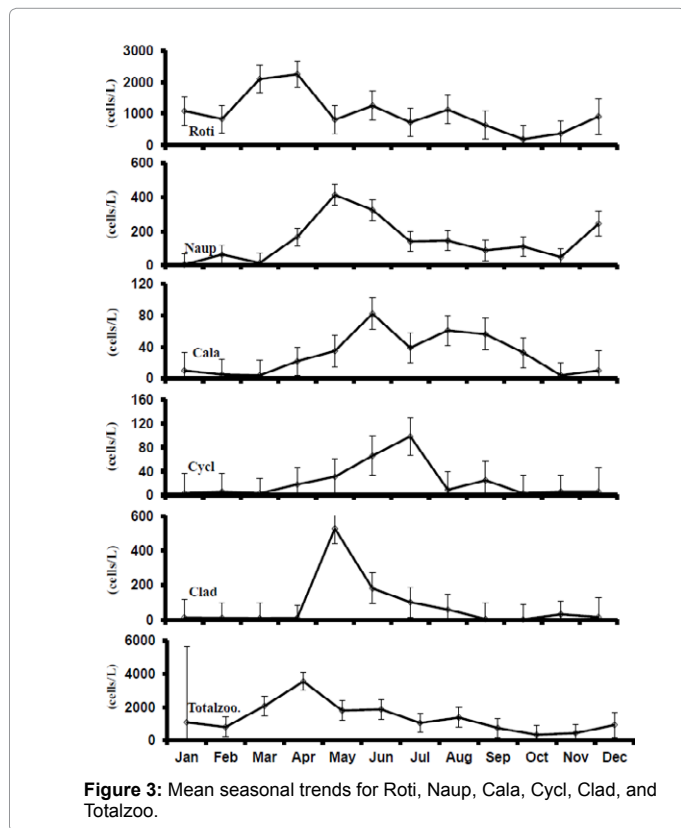 3000
2000
1000
0
(cells/L)
Roti
600
400
200
0
(cells/L)
Naup
120
80
40
0
(cells/L)
Cala
160
120
80
40
0
(cells/L)
Cycl
600
400
200
0
(cells/L)
Clad
6000
4000
2000
0
(cells/L)
Totalzoo.
Jan Feb Mar Apr May Jun Jul Aug Sep Oct Nov Dec
Figure 3: Mean seasonal trends for Roti, Naup, Cala, Cycl, Clad, and
Totalzoo.